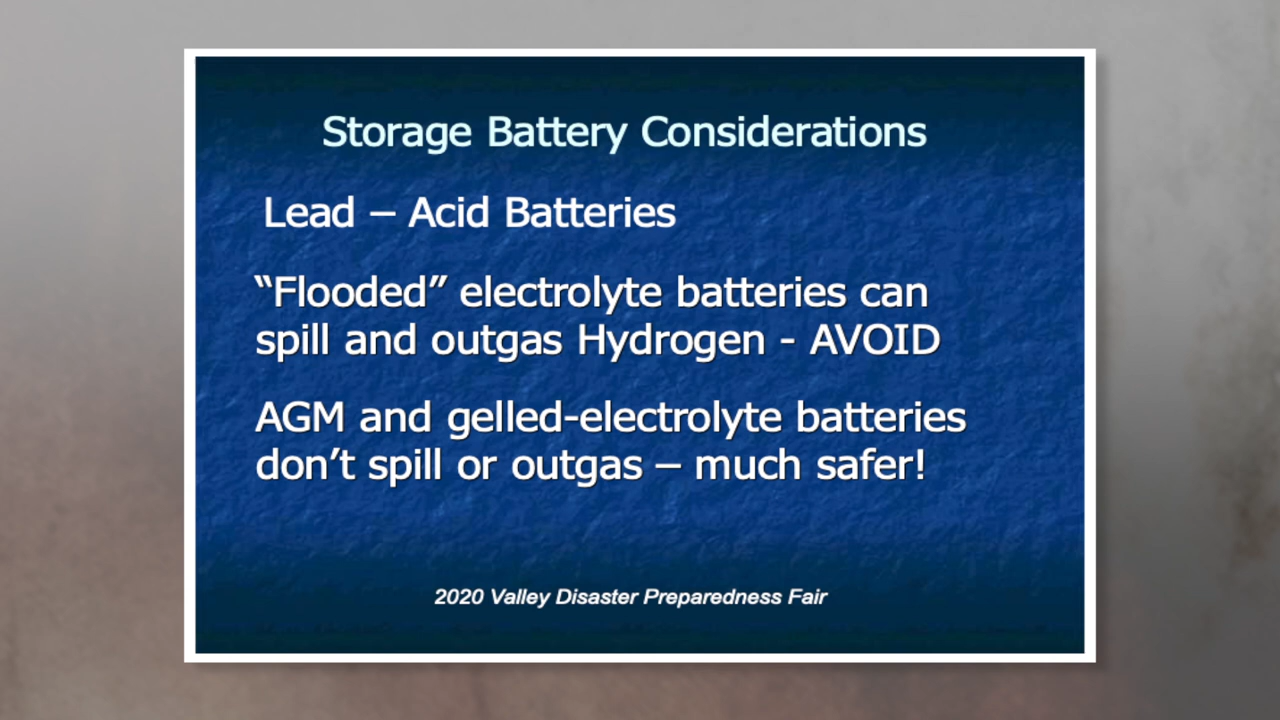 Storage Battery Considerations
Lead – Acid Batteries
“Flooded” electrolyte batteries can
spill and outgas Hydrogen - AVOID
AGM and gelled-electrolyte batteries
don’t spill or outgas – much safer!
2020 Valley Disaster Preparedness Fair